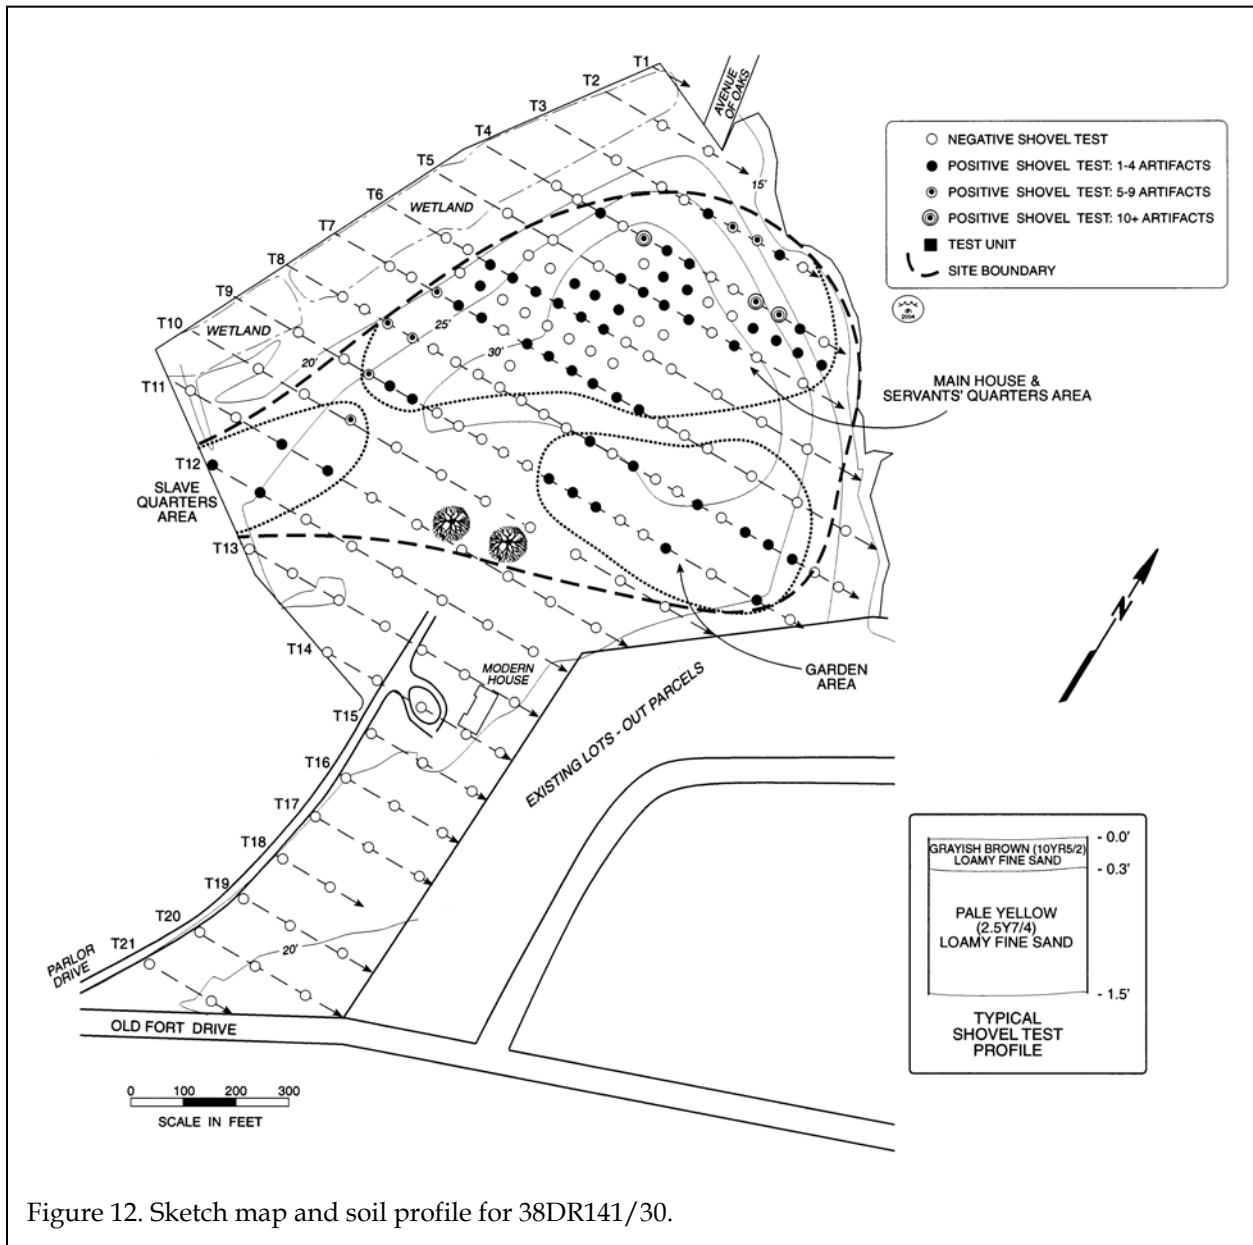 T1
T2
T3
T4
T5
T6
T7
T8
T9
T10
T11
T12
T13
T14
T15
T16
T17
T18
T19
T20
T21
AVENUE
OF OAKS
NEGATIVE SHOVEL TEST
POSITIVE SHOVEL TEST: 1-4 ARTIFACTS
POSITIVE SHOVEL TEST: 5-9 ARTIFACTS
POSITIVE SHOVEL TEST: 10+ ARTIFACTS
TEST UNIT
SITE BOUNDARY
2004
15'
WETLAND
WETLAND
25'
20'
30'
MAIN HOUSE &
SERVANTS' QUARTERS AREA
SLAVE
QUARTERS
AREA
N
GARDEN
AREA
MODERN
HOUSE
EXISTING LOTS - OUT PARCELS
PARLOR
DRIVE
20'
OLD FORT DRIVE
0 100 200 300
SCALE IN FEET
- 0.0'
GRAYISH BROWN (10YR5/2)
LOAMY FINE SAND
- 0.3'
PALE YELLOW
(2.5Y7/4)
LOAMY FINE SAND
- 1.5'
TYPICAL
SHOVEL TEST
PROFILE
Figure 12. Sketch map and soil profile for 38DR141/30.